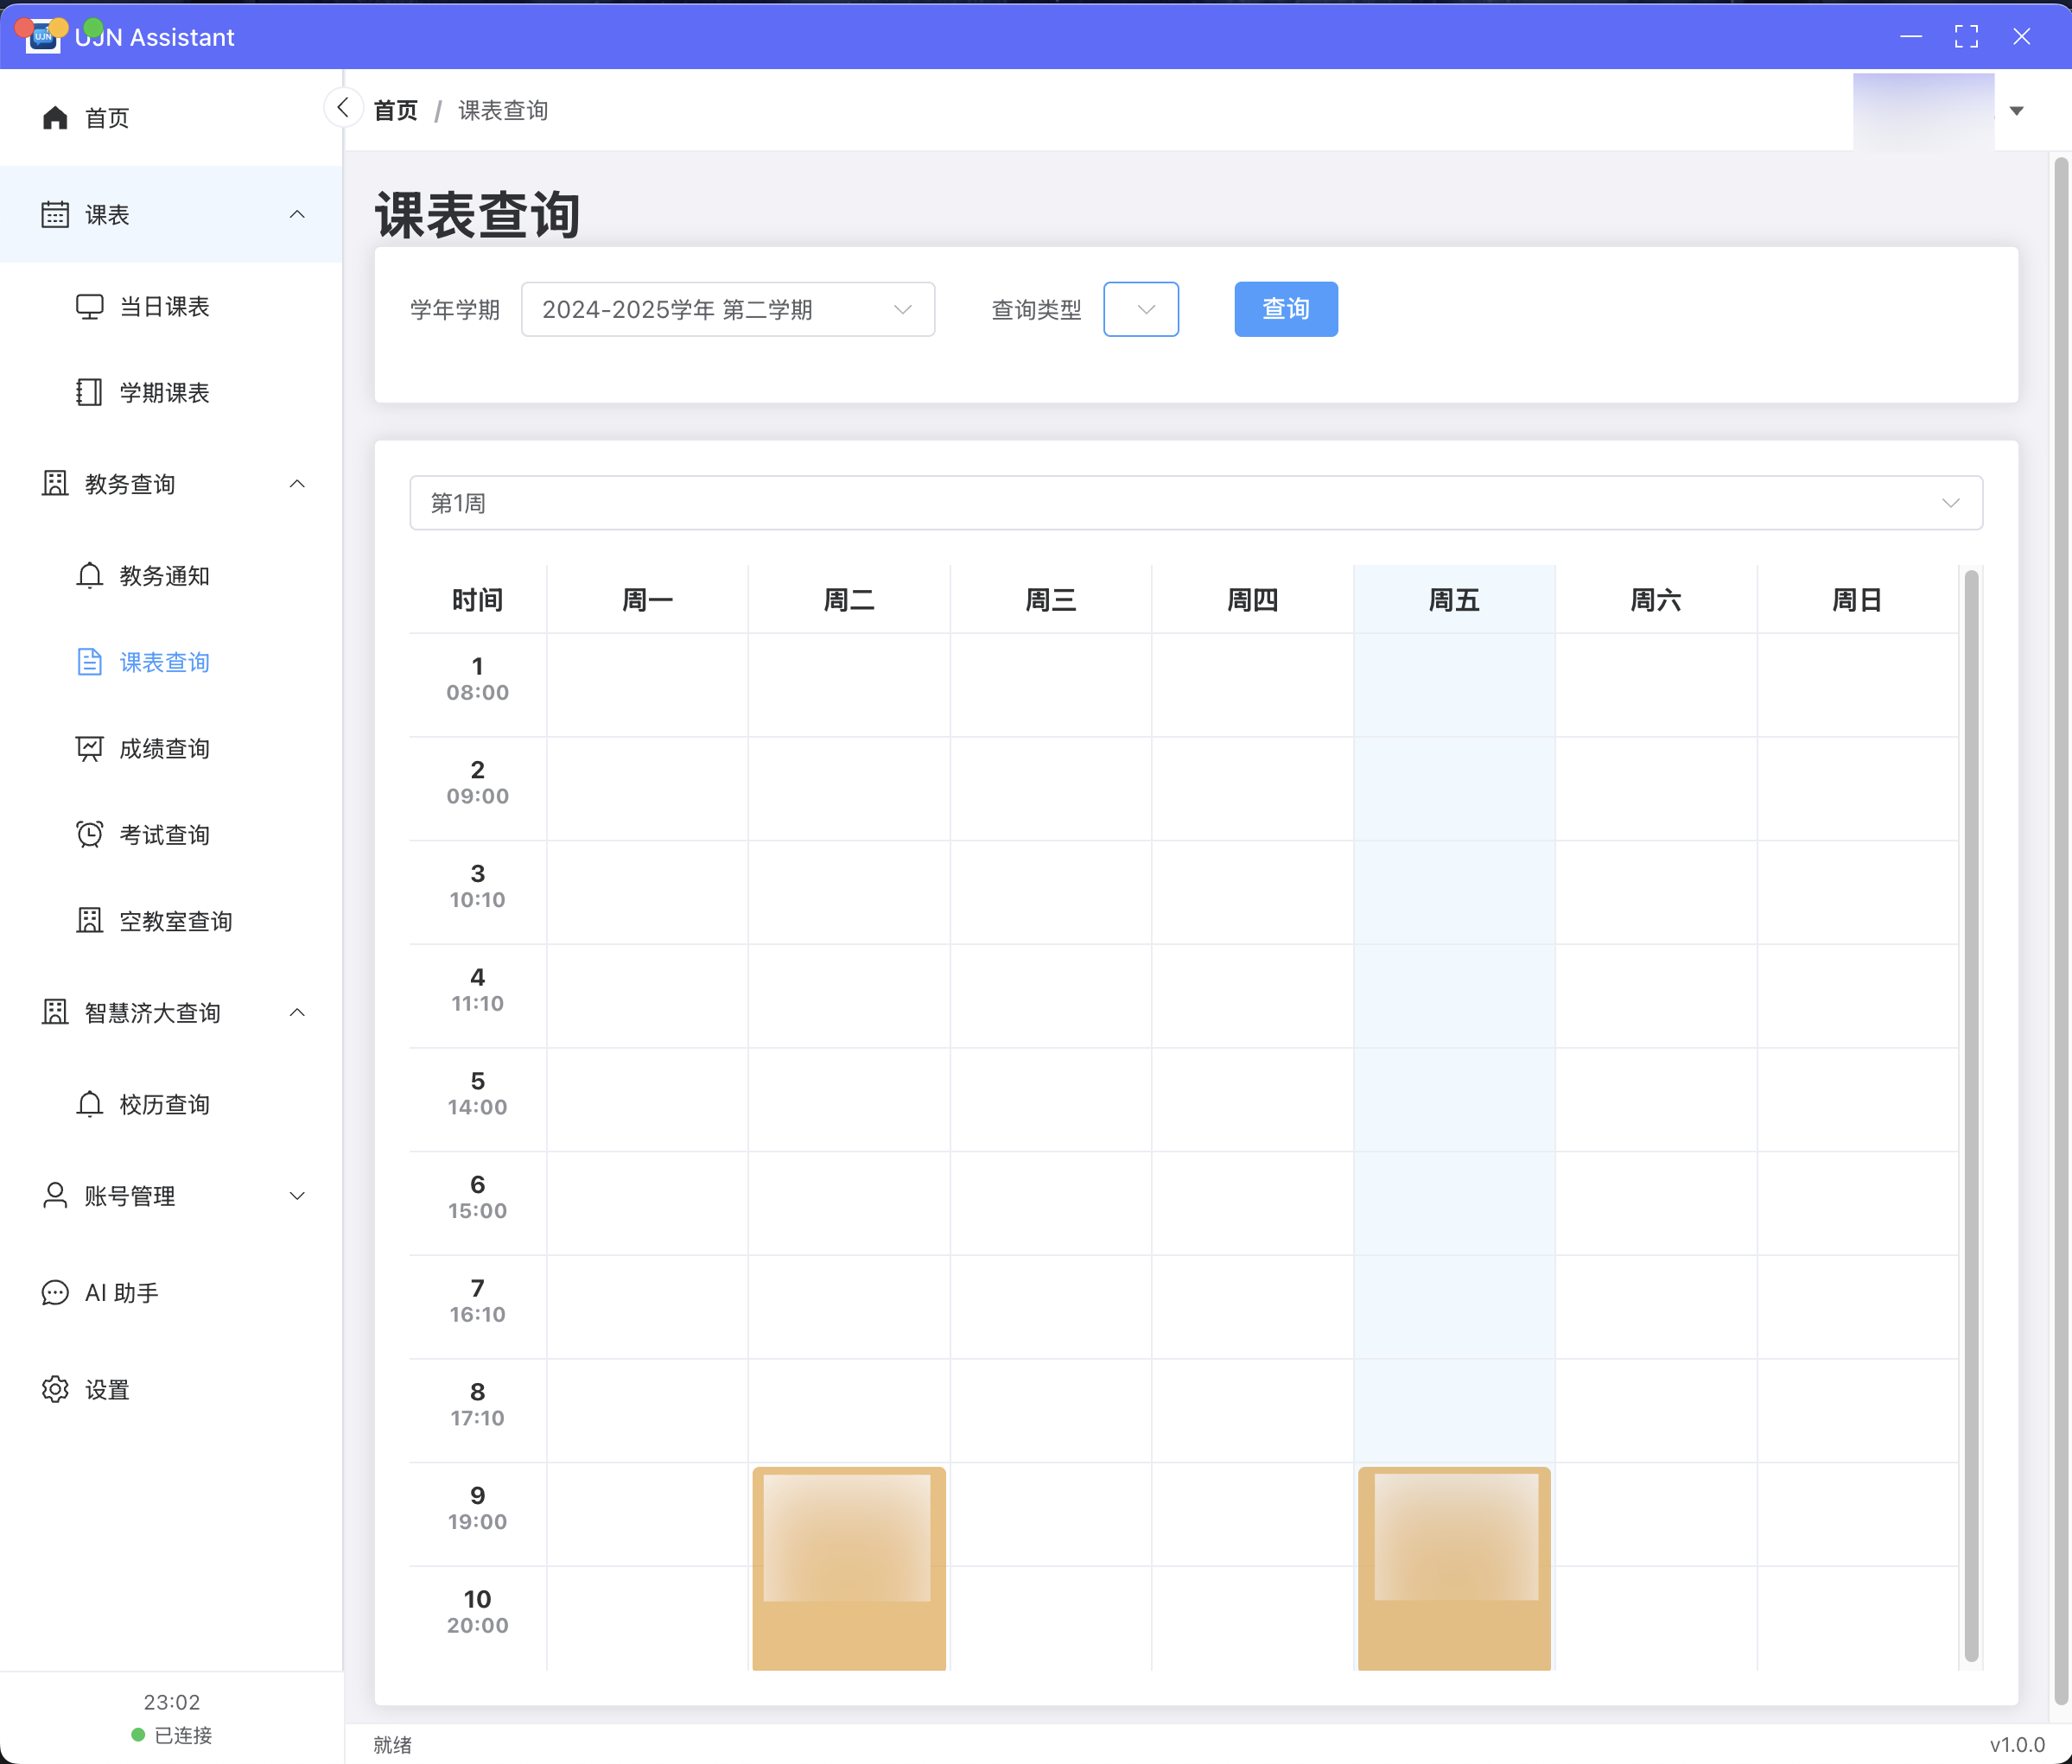 UJN Assistant
首页
课表
当日课表
学期课表
教务查询
教务通知
课表查询
成绩查询
考试查询
空教室查询
智慧济大查询
校历查询
账号管理
AI 助手
设置
23:02
已连接
首页 / 课表查询
课表查询
学年学期 2024-2025学年 第二学期 查询类型 查询
第1周
时间 周一 周二 周三 周四 周五 周六 周日
1
08:00
2
09:00
3
10:10
4
11:10
5
14:00
6
15:00
7
16:10
8
17:10
9
19:00
10
20:00
就绪 v1.0.0